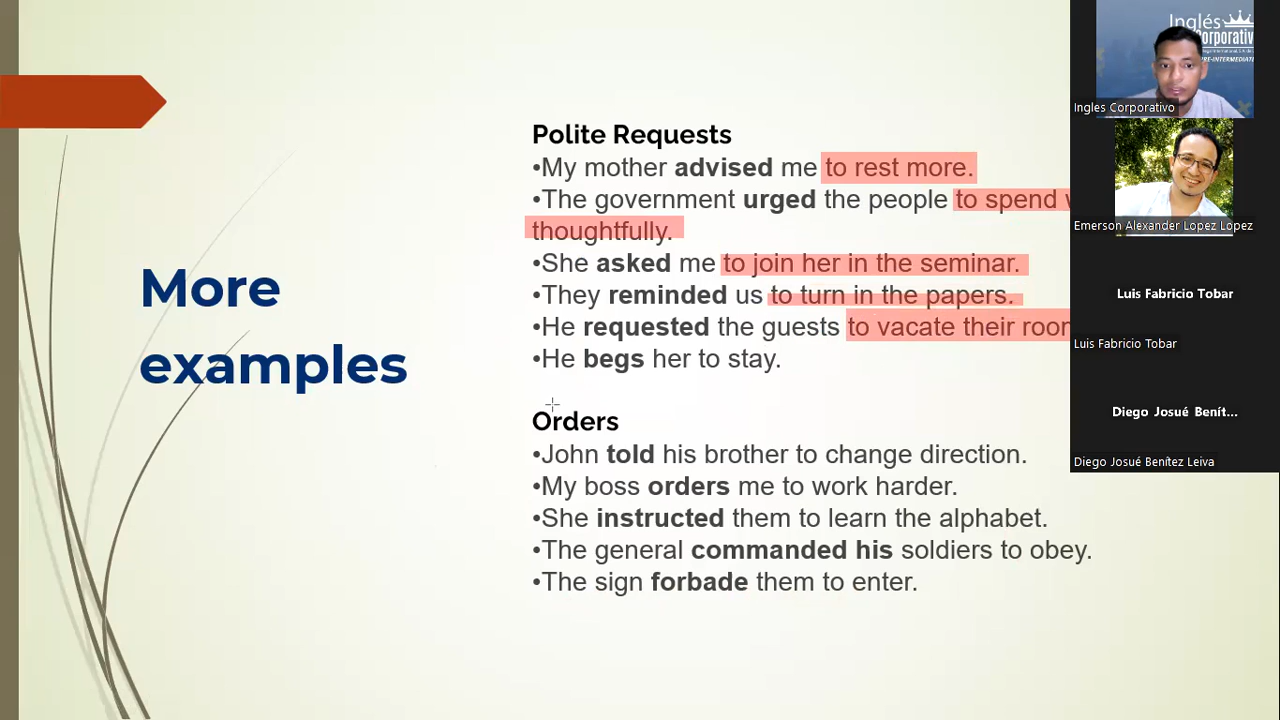 More
examples
Polite Requests
•My mother advised me to rest more.
•The government urged the people to spend
thoughtfully.
•She asked me to join her in the seminar.
•They reminded us to turn in the papers.
•He requested the guests to vacate their
•He begs her to stay.
Orders
•John told his brother to change direction.
•My boss orders me to work harder.
•She instructed them to learn the alphabet.
•The general commanded his soldiers to obey.
•The sign forbade them to enter.
Inglés
Ingles Corporativo
Emerson Alexander Lopez Lopez
Luis Fabricio Tobar
Luis Fabricio Tobar
Diego Josué Benít...
Diego Josué Benítez Leiva